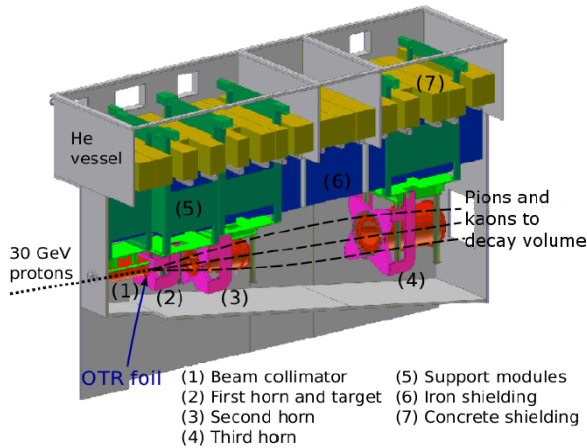 (7)
He
vessel
(6)
(5)
Pions and
kaons to
decay volume
30 GeV
protons
(1)
(2)
(3)
(4)
OTR foil
(1) Beam collimator
(2) First horn and target
(3) Second horn
(4) Third horn
(5) Support modules
(6) Iron shielding
(7) Concrete shielding